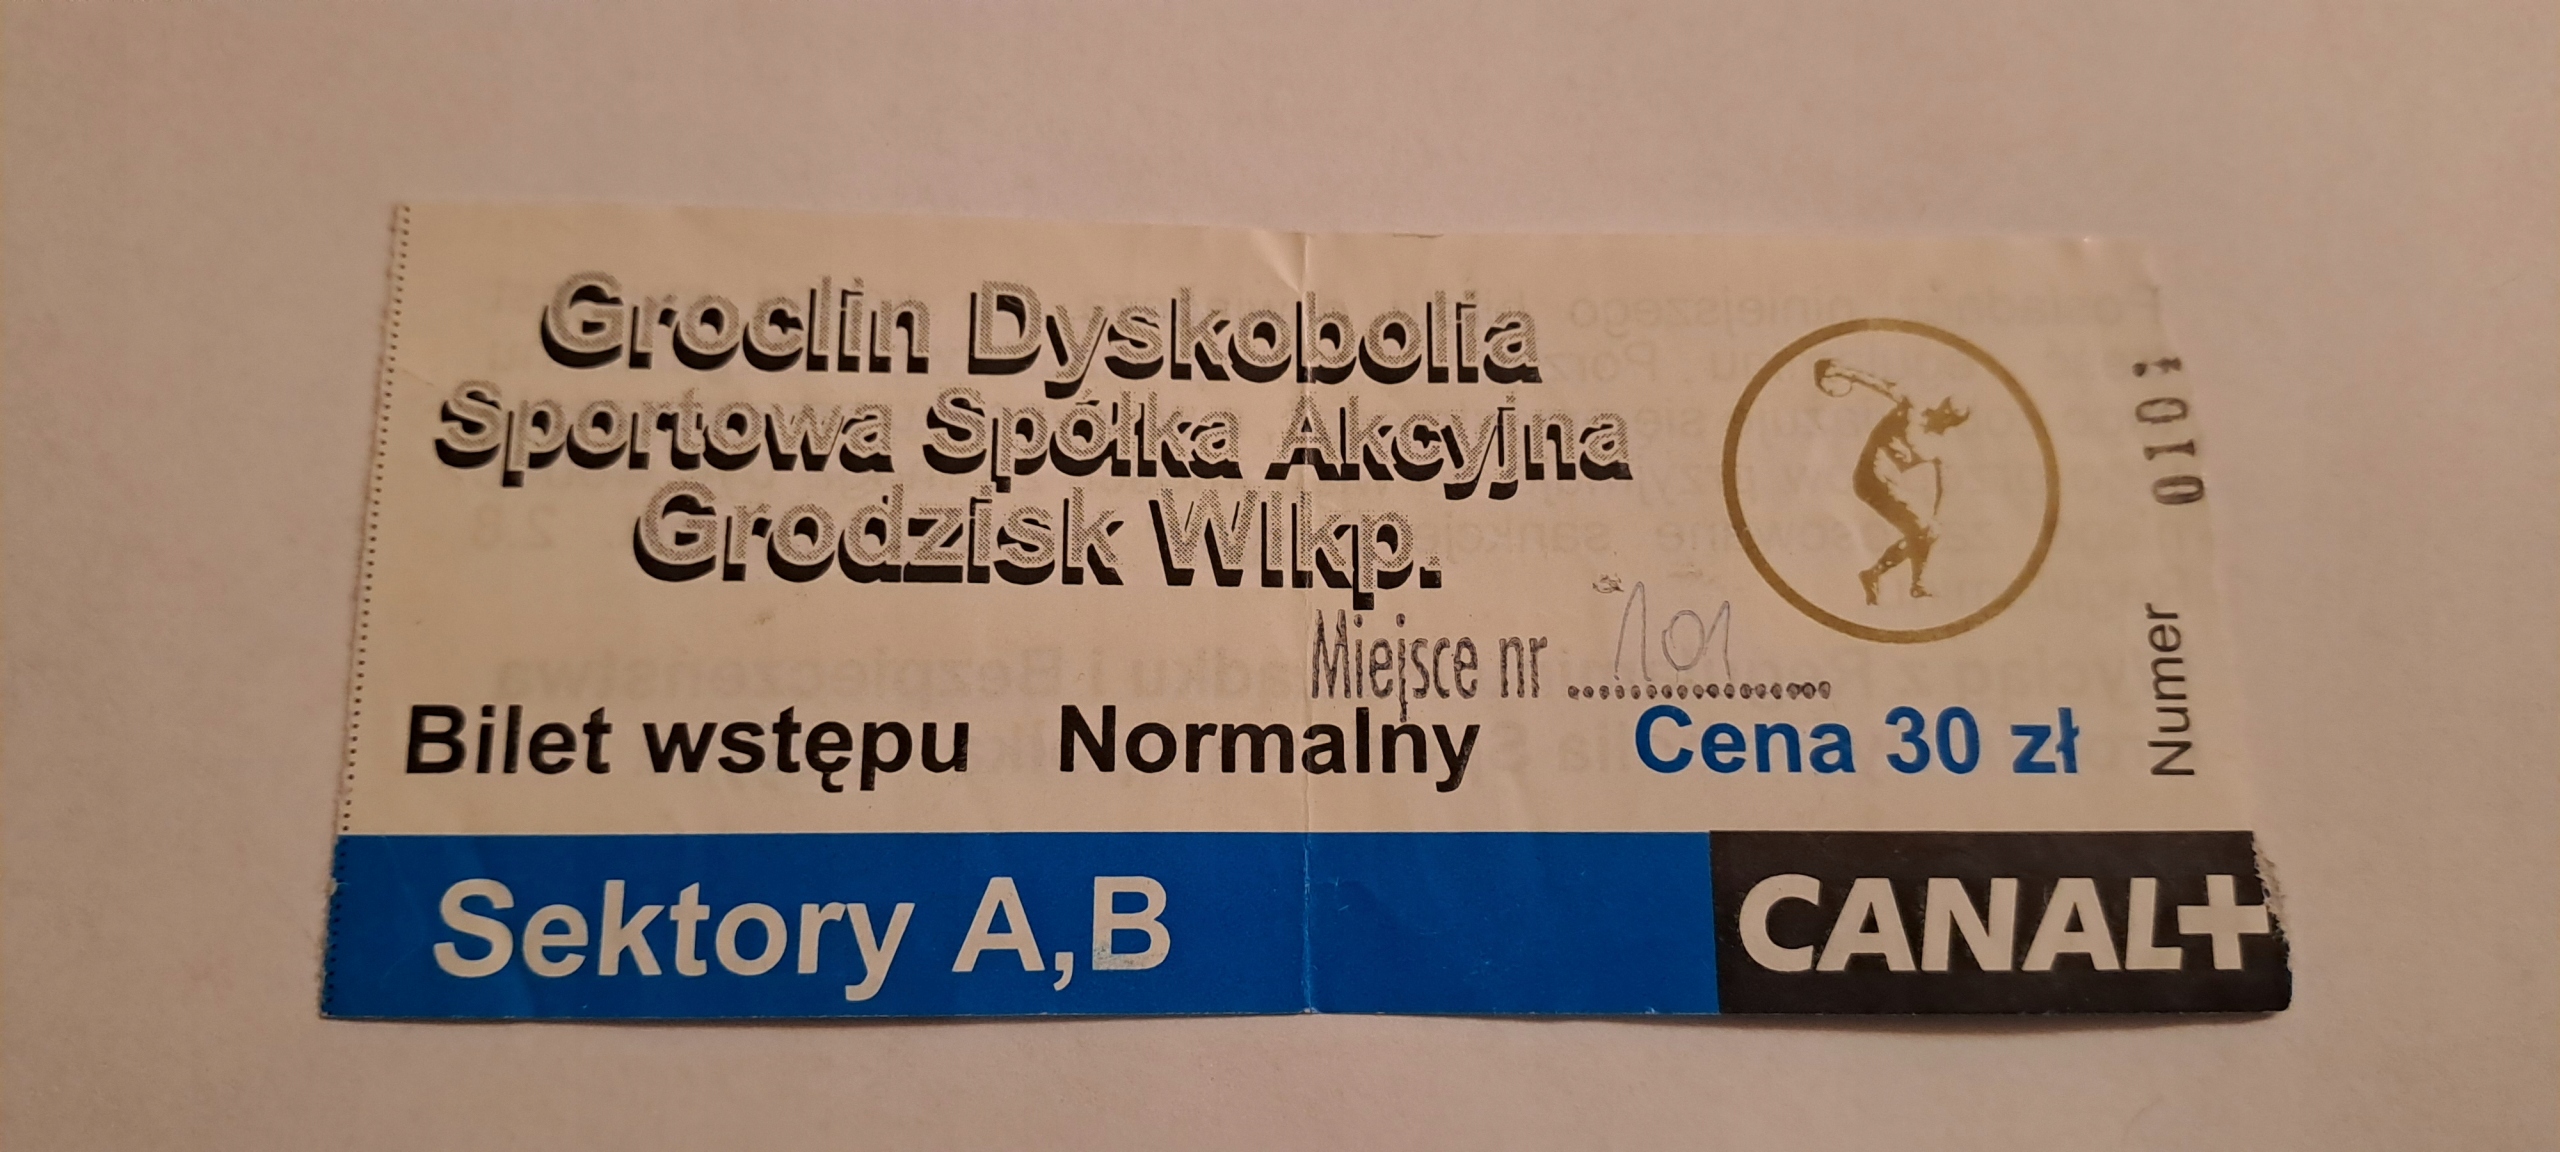 Groclin Dyskobolia
Sportowa Spółka Akcyjna
Grodzisk Wlkp.
Miejsce nr 101
Bilet wstępu Normalny Cena 30 zł
Numer
Sektory A,B
CANAL+